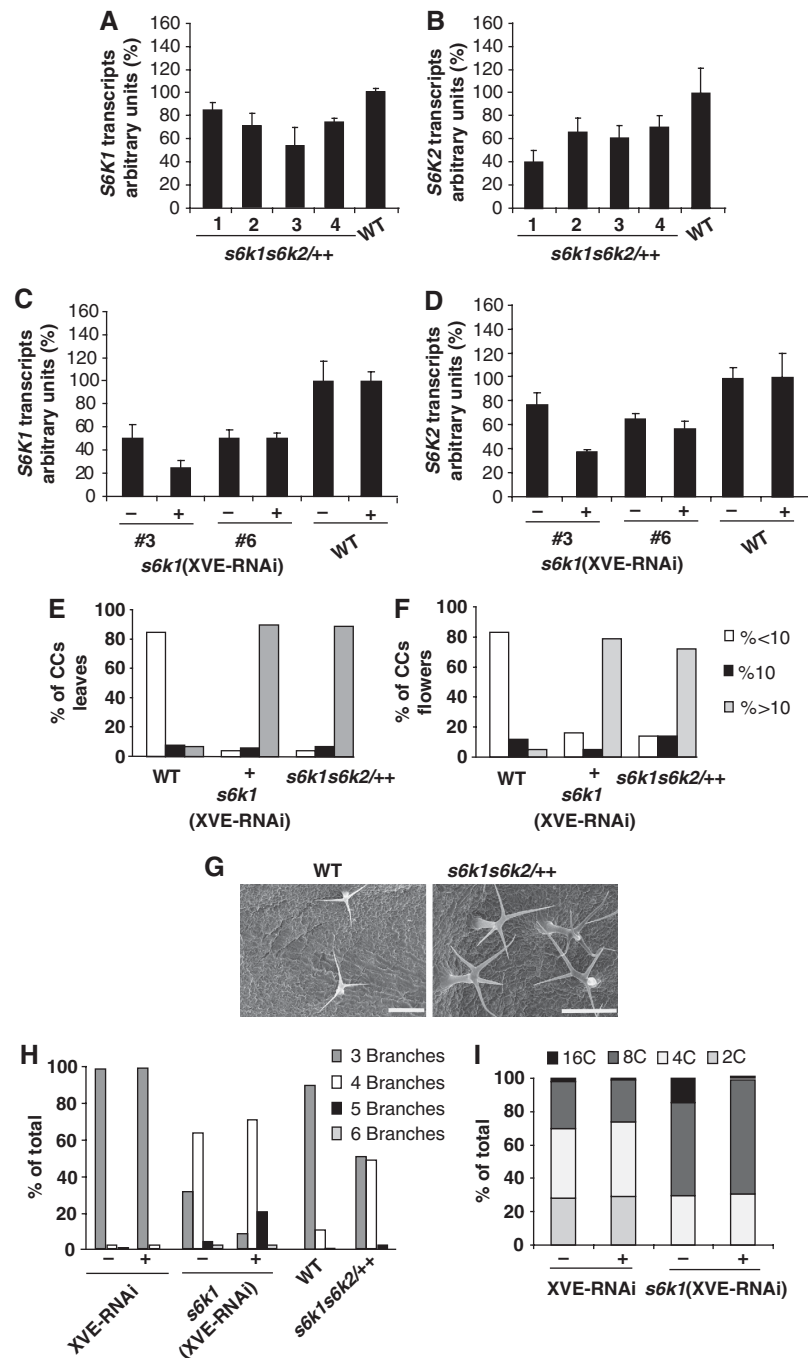 A
160
140
120
100
80
60
40
20
0
S6K1 transcripts
arbitrary units (%)
1 2 3 4 WT
s6k1s6k2/++
B
160
140
120
100
80
60
40
20
0
S6K2 transcripts
arbitrary units (%)
1 2 3 4 WT
s6k1s6k2/++
C
160
140
120
100
80
60
40
20
0
S6K1 transcripts
arbitrary units (%)
− + − + − +
#3 #6 WT
s6k1(XVE-RNAi)
D
160
140
120
100
80
60
40
20
0
S6K2 transcripts
arbitrary units (%)
− + − + − +
#3 #6 WT
s6k1(XVE-RNAi)
E
100
80
60
40
20
0
% of CCs
leaves
WT + s6k1s6k2/++
s6k1
(XVE-RNAi)
F
100
80
60
40
20
0
% of CCs
flowers
WT + s6k1s6k2/++
s6k1
(XVE-RNAi)
%<10
%10
%>10
G
WT s6k1s6k2/++
H
100
80
60
40
20
0
% of total
3 Branches
4 Branches
5 Branches
6 Branches
− + − +
XVE-RNAi
s6k1
(XVE-RNAi)
WT
s6k1s6k2/++
I
16C 8C 4C 2C
100
80
60
40
20
0
% of total
− + − +
XVE-RNAi s6k1(XVE-RNAi)